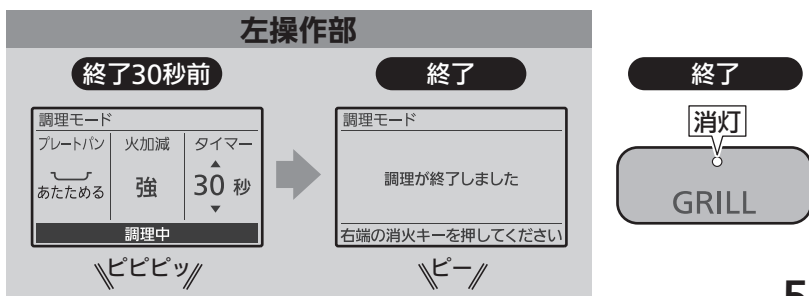 左操作部
終了30秒前
調理モード
プレートパン 火加減 タイマー
あたためる 強 30 秒
調理中
ピピピッ
終了
調理モード
調理が終了しました
右端の消火キーを押してください
ピー
終了
消灯
GRILL